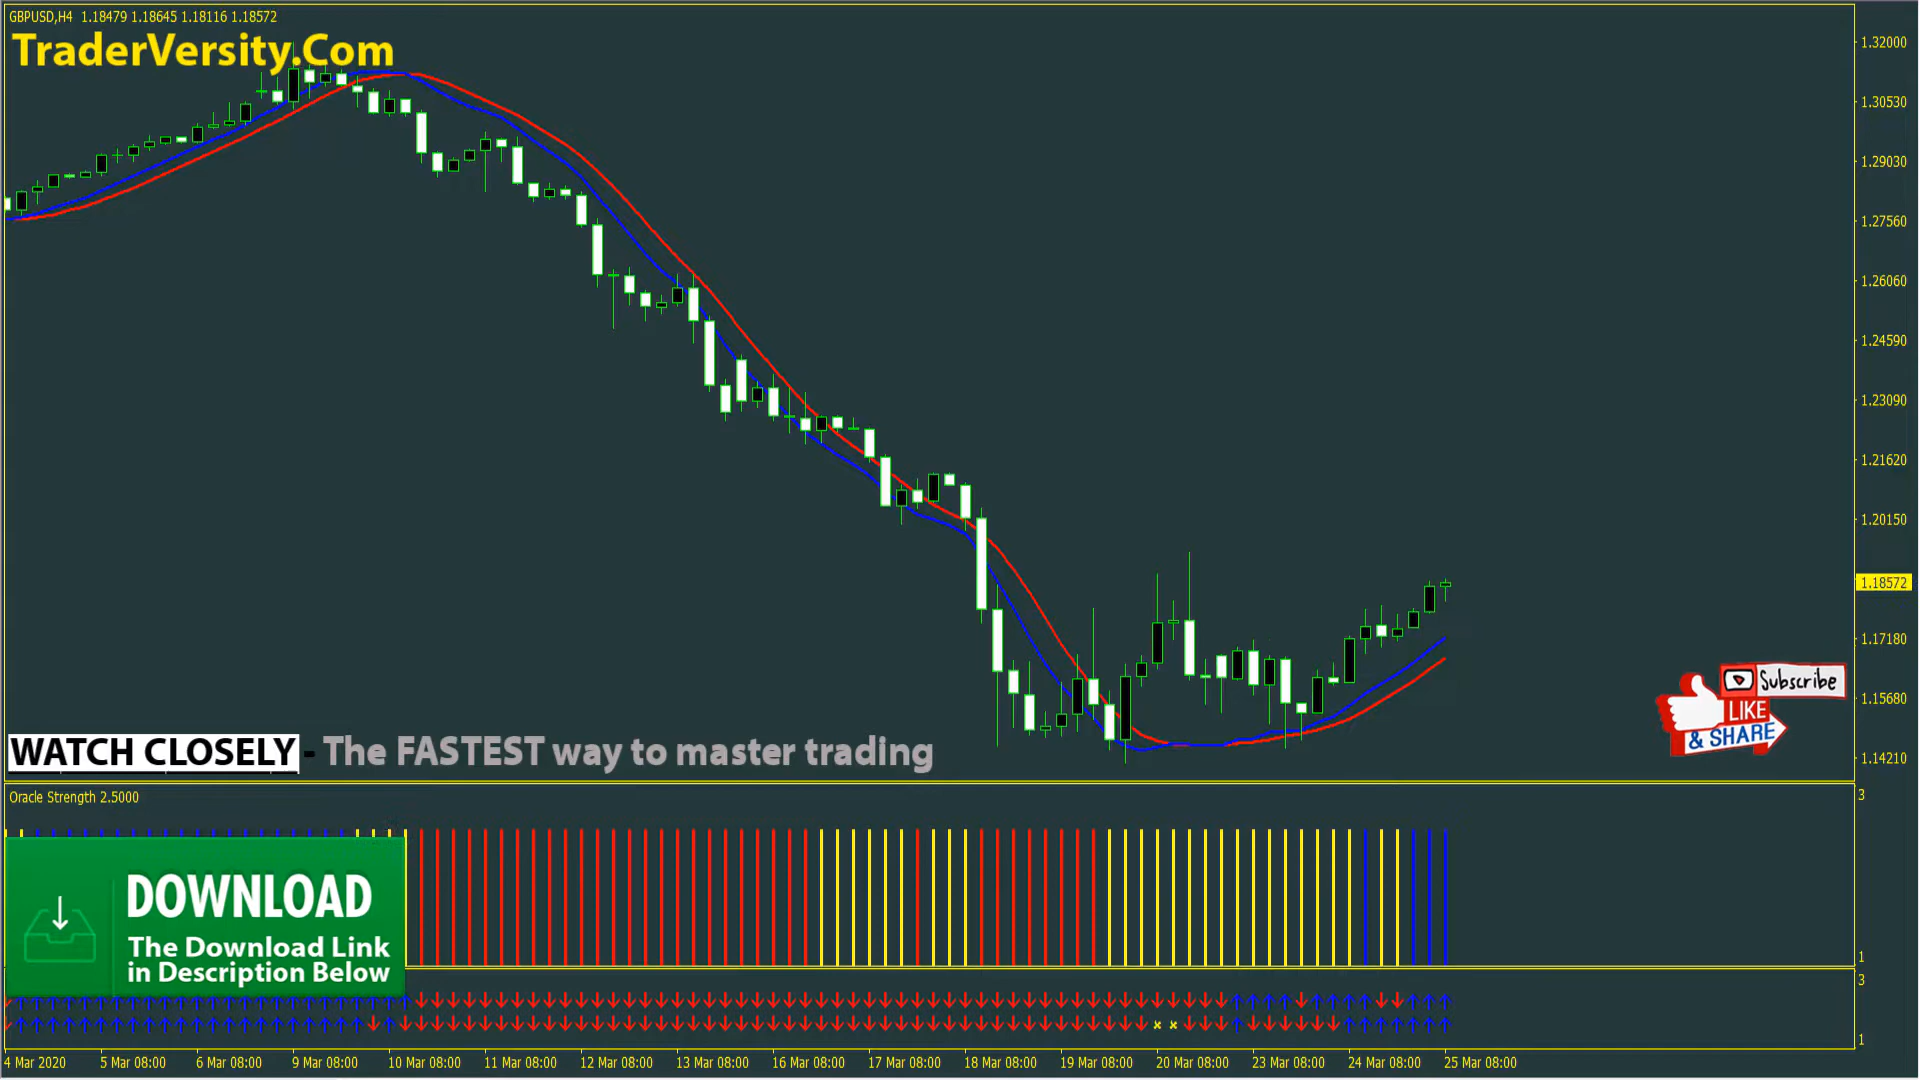 GBPUSD,H4 1.18479 1.18645 1.18116 1.18572
TraderVersity.Com
1.32000
1.30530
1.29030
1.27560
1.26060
1.24590
1.23090
1.21620
1.20150
1.18572
1.17180
1.15680
1.14210
Subscribe
LIKE
& SHARE
WATCH CLOSELY - The FASTEST way to master trading
Oracle Strength 2.5000
3
1
DOWNLOAD
The Download Link
in Description Below
3
1
4 Mar 2020 5 Mar 08:00 6 Mar 08:00 9 Mar 08:00 10 Mar 08:00 11 Mar 08:00 12 Mar 08:00 13 Mar 08:00 16 Mar 08:00 17 Mar 08:00 18 Mar 08:00 19 Mar 08:00 20 Mar 08:00 23 Mar 08:00 24 Mar 08:00 25 Mar 08:00